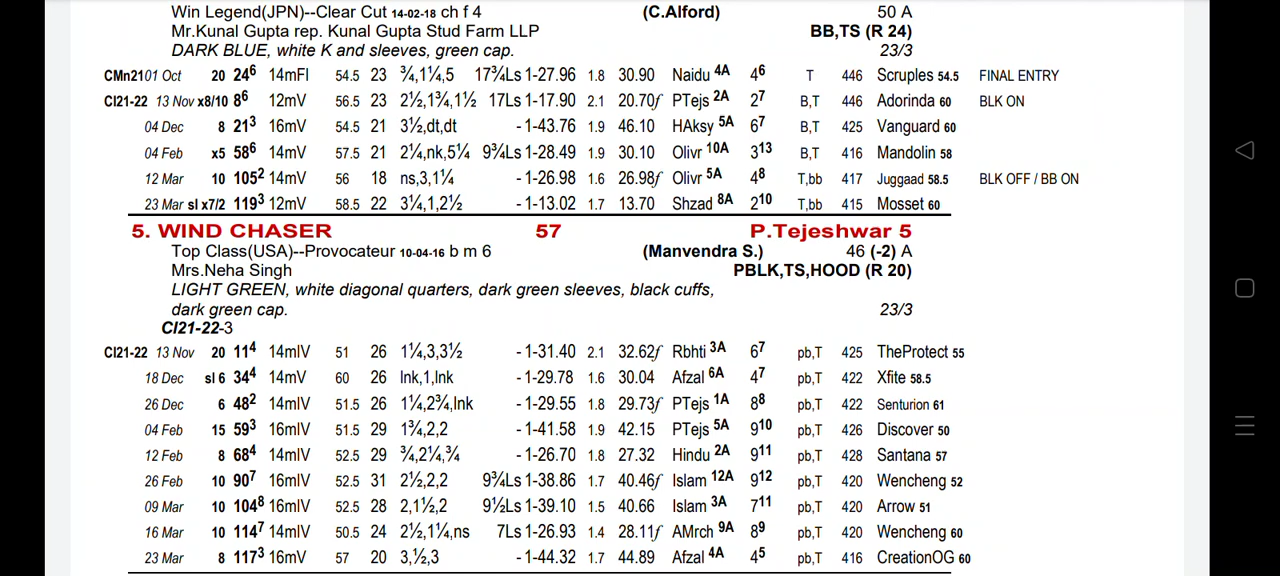 Win Legend(JPN)--Clear Cut 14-02-18 ch f 4 (C.Alford) 50 A
Mr.Kunal Gupta rep. Kunal Gupta Stud Farm LLP BB,TS (R 24)
DARK BLUE, white K and sleeves, green cap. 23/3
CMn21 01 Oct 20 24⁶ 14mFI 54.5 23 ¾,1¼,5 17¾Ls 1-27.96 1.8 30.90 Naidu 4A 4⁶ T 446 Scruples 54.5 FINAL ENTRY
CI21-22 13 Nov x8/10 8⁶ 12mV 56.5 23 2½,1¾,1½ 17Ls 1-17.90 2.1 20.70f PTejs 2A 2⁷ B,T 446 Adorinda 60 BLK ON
04 Dec 8 21³ 16mV 54.5 21 3½,dt,dt - 1-43.76 1.9 46.10 HAksy 5A 6⁷ B,T 425 Vanguard 60
04 Feb x5 58⁶ 14mV 57.5 21 2¼,nk,5¼ 9¾Ls 1-28.49 1.9 30.10 Olivr 10A 3¹³ B,T 416 Mandolin 58
12 Mar 10 105² 14mV 56 18 ns,3,1¼ - 1-26.98 1.6 26.98f Olivr 5A 4⁸ T,bb 417 Juggaad 58.5 BLK OFF / BB ON
23 Mar sl x7/2 119³ 12mV 58.5 22 3¼,1,2½ - 1-13.02 1.7 13.70 Shzad 8A 2¹⁰ T,bb 415 Mosset 60
5. WIND CHASER 57 P.Tejeshwar 5
Top Class(USA)--Provocateur 10-04-16 b m 6 (Manvendra S.) 46 (-2) A
Mrs.Neha Singh PBLK,TS,HOOD (R 20)
LIGHT GREEN, white diagonal quarters, dark green sleeves, black cuffs,
dark green cap. 23/3
CI21-22-3
CI21-22 13 Nov 20 11⁴ 14mIV 51 26 1¼,3,3½ - 1-31.40 2.1 32.62f Rbhti 3A 6⁷ pb,T 425 TheProtect 55
18 Dec sl 6 34⁴ 14mV 60 26 lnk,1,lnk - 1-29.78 1.6 30.04 Afzal 6A 4⁷ pb,T 422 Xfite 58.5
26 Dec 6 48² 14mIV 51.5 26 1¼,2¾,lnk - 1-29.55 1.8 29.73f PTejs 1A 8⁸ pb,T 422 Senturion 61
04 Feb 15 59³ 16mIV 51.5 29 1¾,2,2 - 1-41.58 1.9 42.15 PTejs 5A 9¹⁰ pb,T 426 Discover 50
12 Feb 8 68⁴ 14mIV 52.5 29 ¾,2¼,¾ - 1-26.70 1.8 27.32 Hindu 2A 9¹¹ pb,T 428 Santana 57
26 Feb 10 90⁷ 16mIV 52.5 31 2½,2,2 9¾Ls 1-38.86 1.7 40.46f Islam 12A 9¹² pb,T 420 Wencheng 52
09 Mar 10 104⁸ 16mIV 52.5 28 2,1½,2 9½Ls 1-39.10 1.5 40.66 Islam 3A 7¹¹ pb,T 420 Arrow 51
16 Mar 10 114⁷ 14mIV 50.5 24 2½,1¼,ns 7Ls 1-26.93 1.4 28.11f AMrch 9A 8⁹ pb,T 420 Wencheng 60
23 Mar 8 117³ 16mV 57 20 3,½,3 - 1-44.32 1.7 44.89 Afzal 4A 4⁵ pb,T 416 CreationOG 60